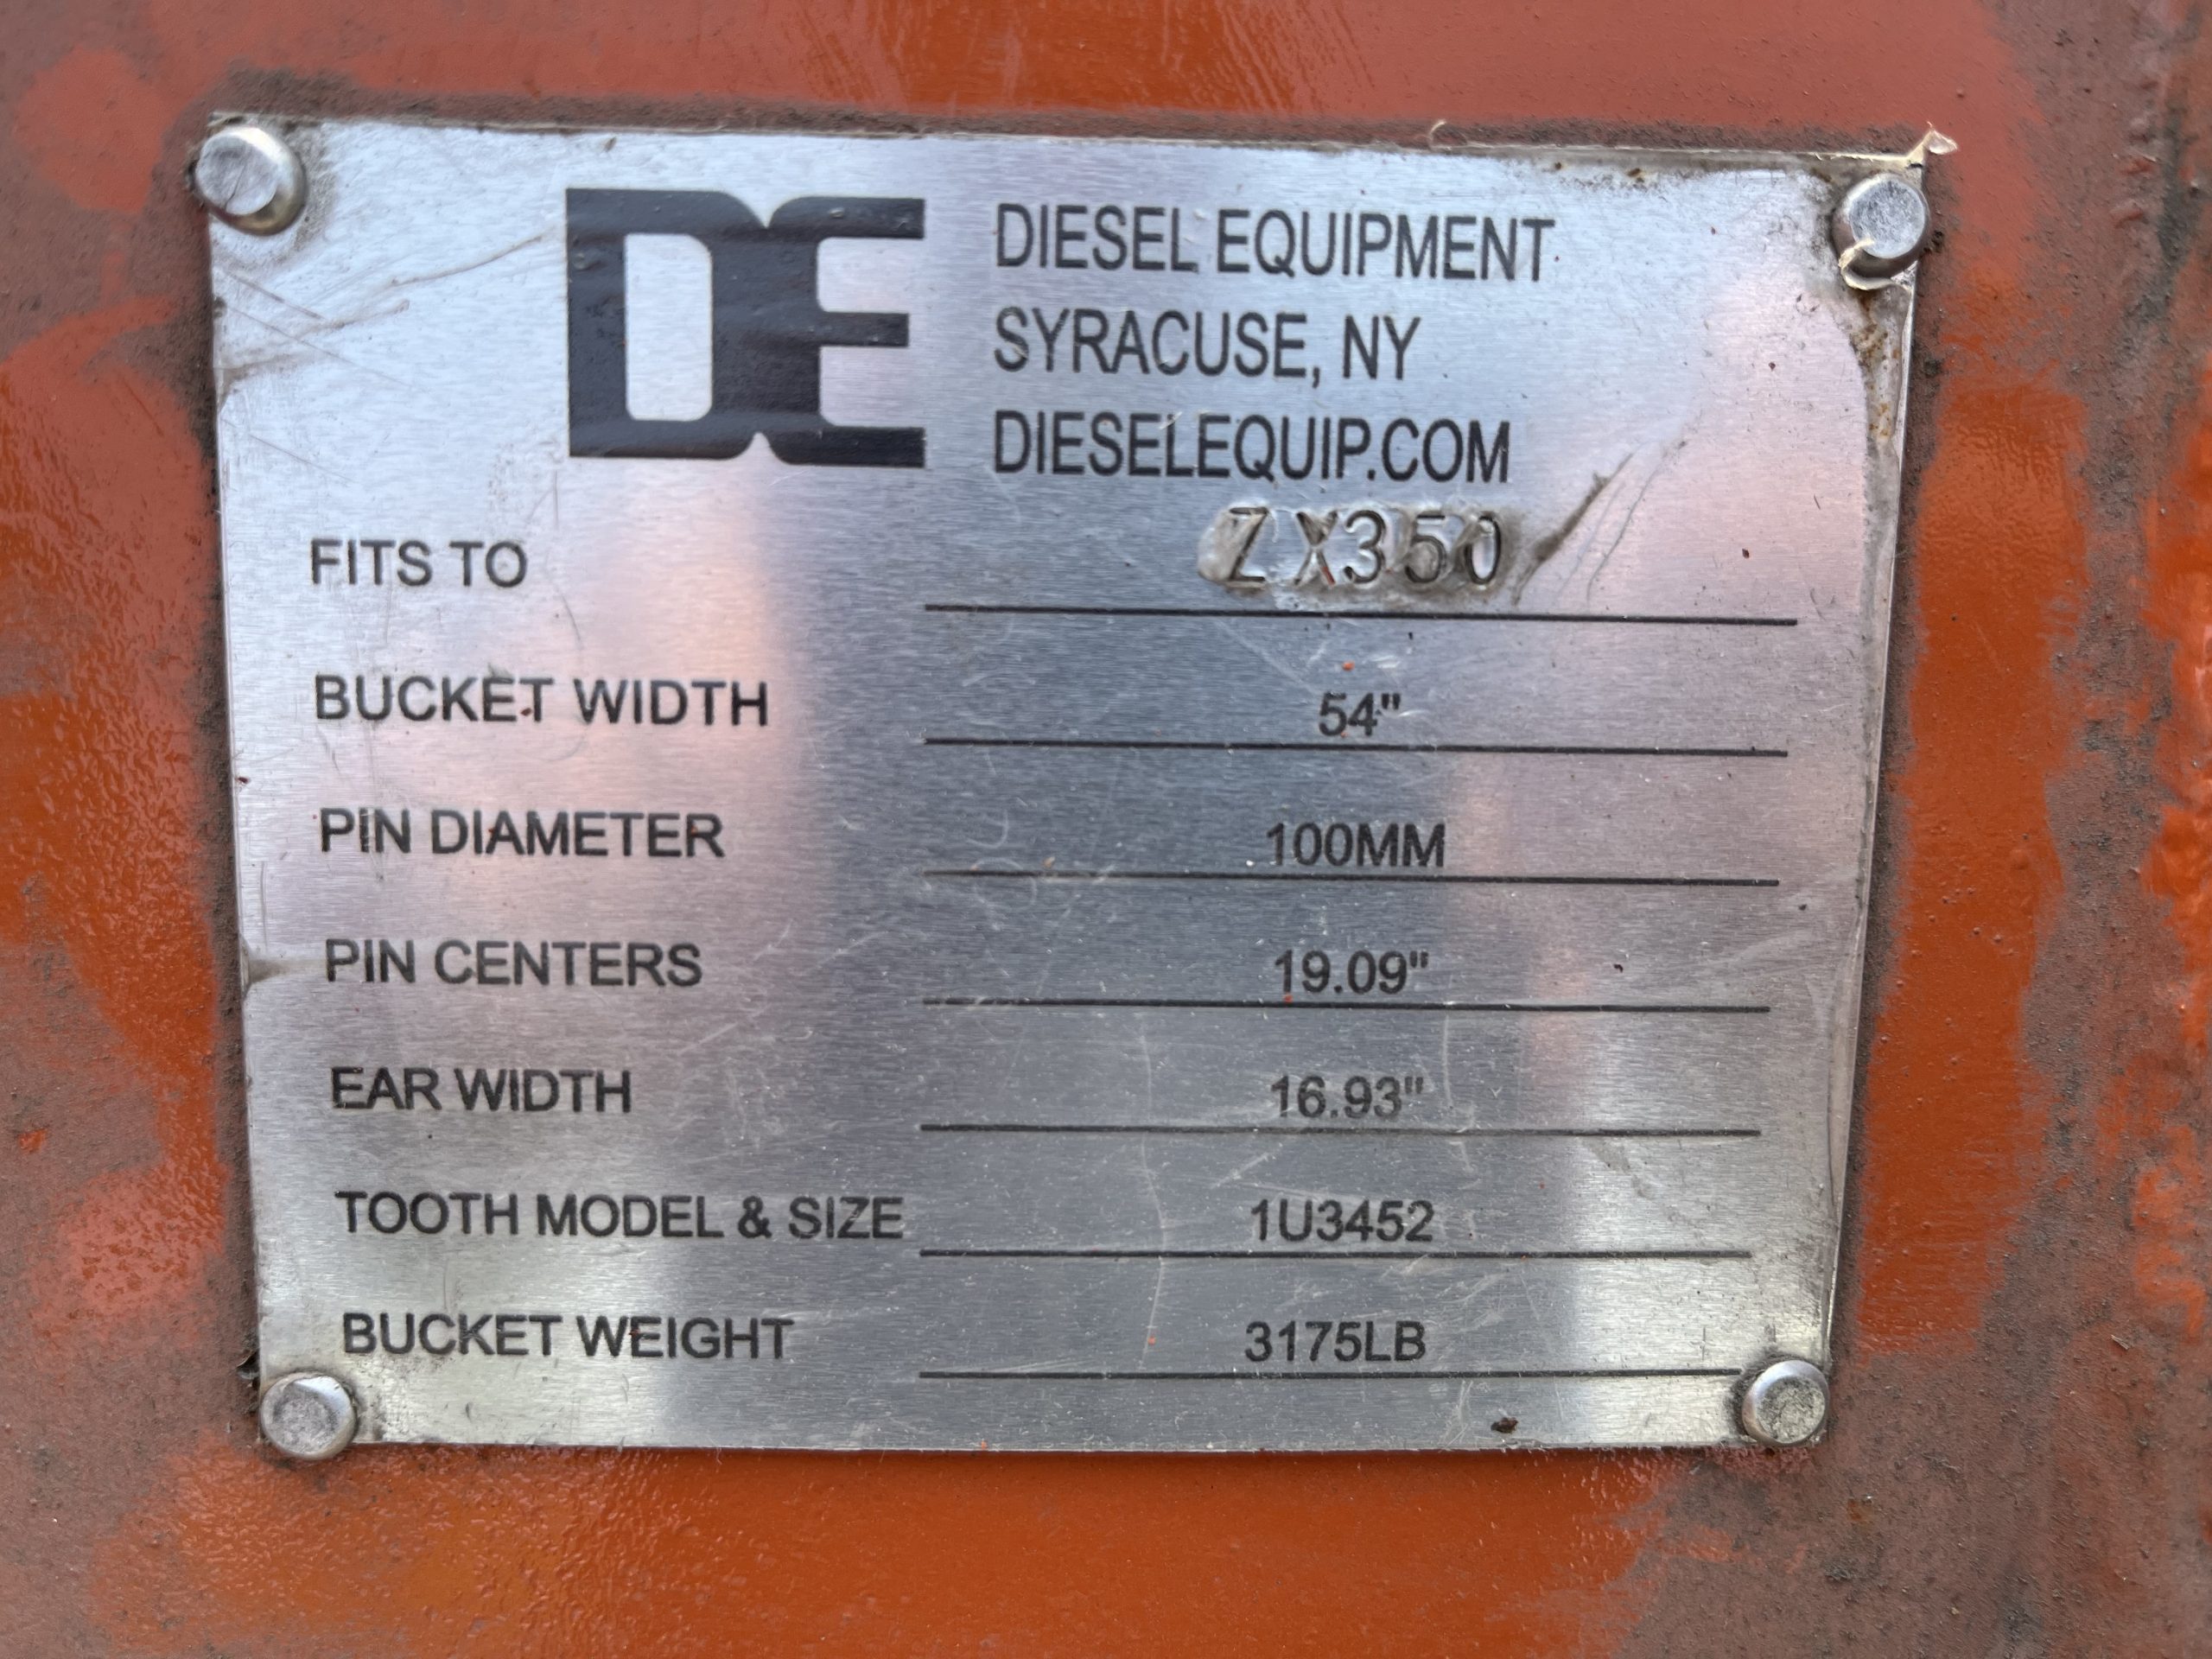 DE
DIESEL EQUIPMENT
SYRACUSE, NY
DIESELEQUIP.COM
FITS TO ZX350
BUCKET WIDTH 54"
PIN DIAMETER 100MM
PIN CENTERS 19.09"
EAR WIDTH 16.93"
TOOTH MODEL & SIZE 1U3452
BUCKET WEIGHT 3175LB